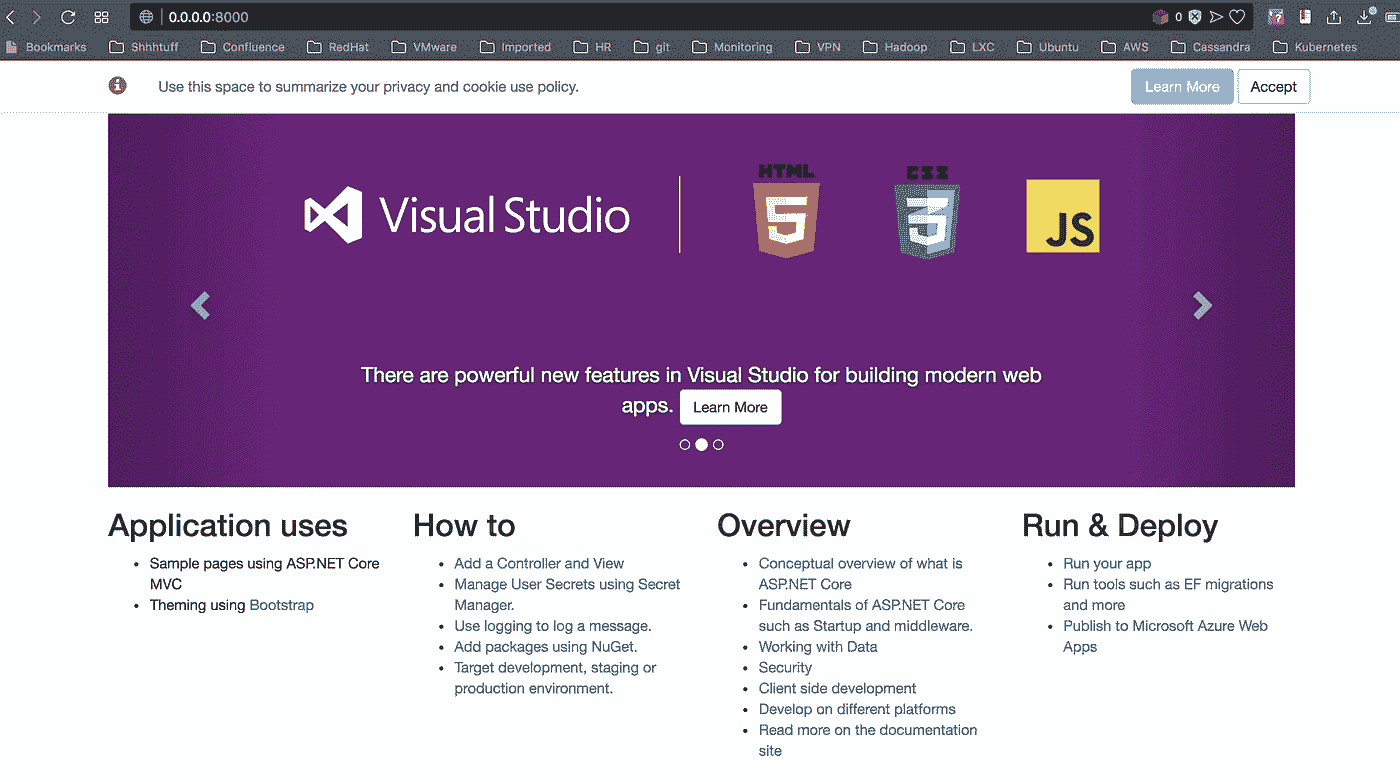 0.0.0.0:8000
0
Bookmarks Shhhtuff Confluence RedHat VMware Imported HR git Monitoring VPN Hadoop LXC Ubuntu AWS Cassandra Kubernetes
Use this space to summarize your privacy and cookie use policy.
Learn More Accept
Visual Studio
HTML
5
CSS
3
JS
There are powerful new features in Visual Studio for building modern web
apps. Learn More
Application uses
Sample pages using ASP.NET Core
MVC
Theming using Bootstrap
How to
Add a Controller and View
Manage User Secrets using Secret
Manager.
Use logging to log a message.
Add packages using NuGet.
Target development, staging or
production environment.
Overview
Conceptual overview of what is
ASP.NET Core
Fundamentals of ASP.NET Core
such as Startup and middleware.
Working with Data
Security
Client side development
Develop on different platforms
Read more on the documentation
site
Run & Deploy
Run your app
Run tools such as EF migrations
and more
Publish to Microsoft Azure Web
Apps